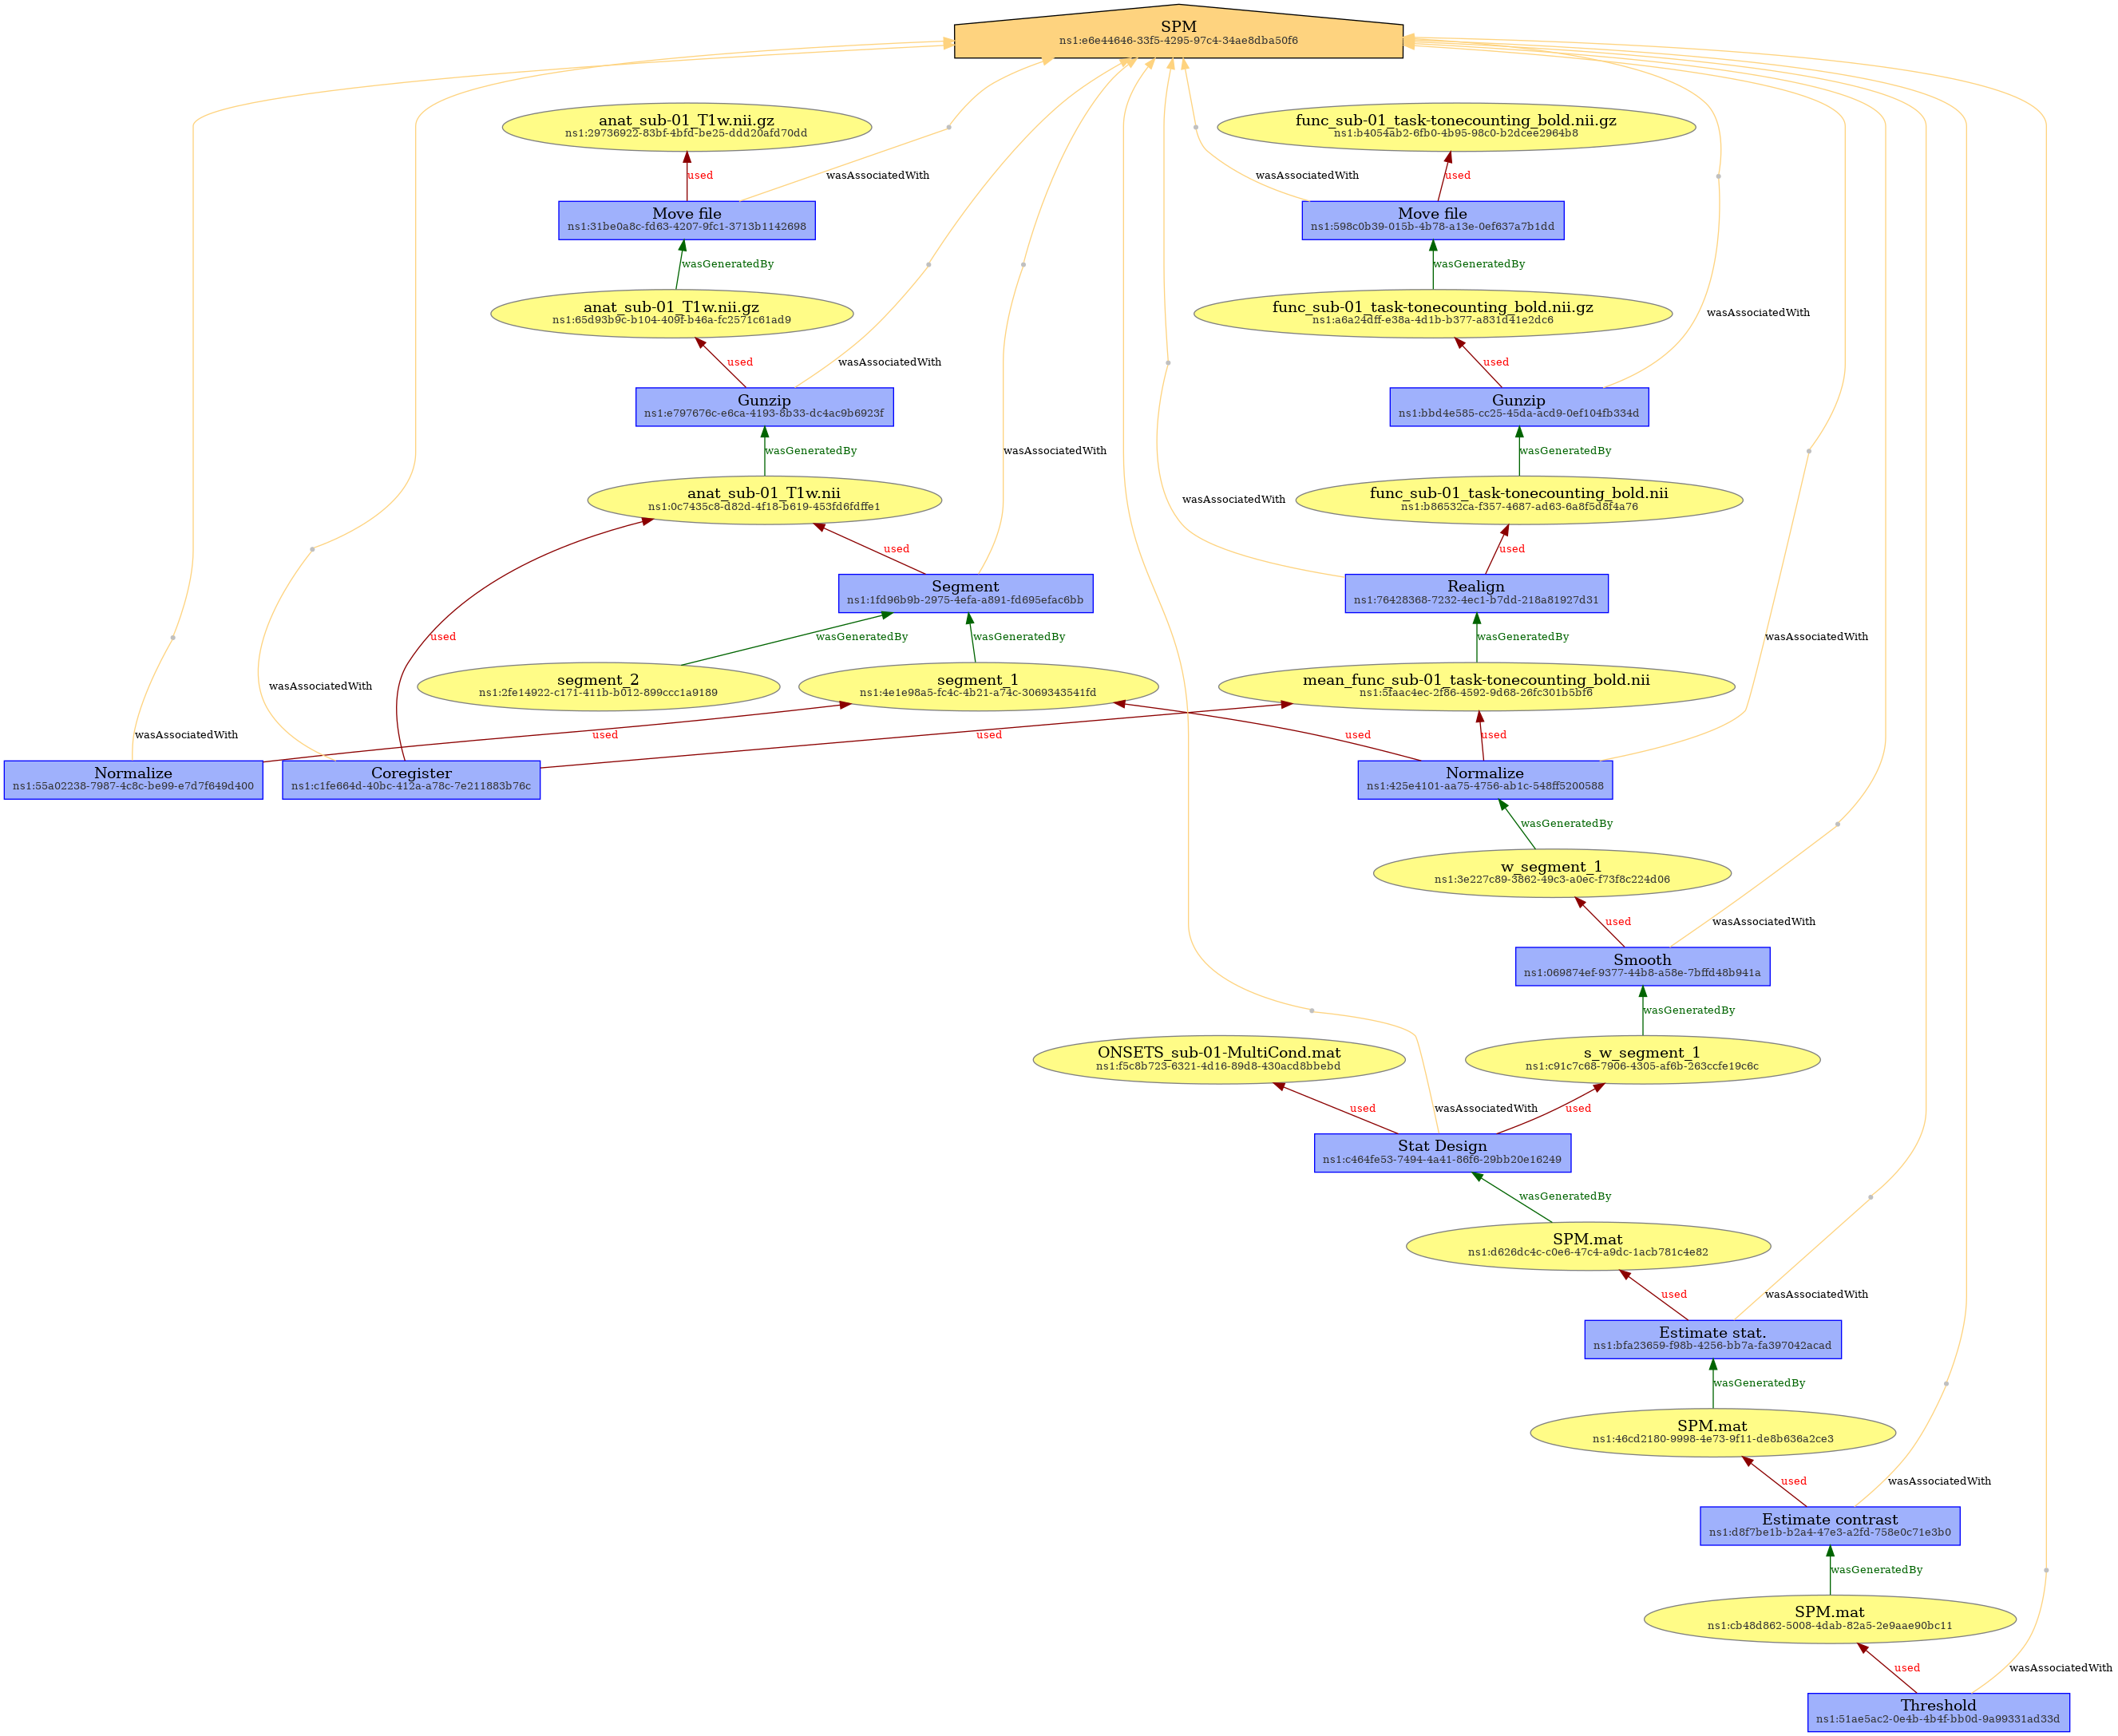 SPM
ns1:e6e44646-33f5-4295-97c4-34ae8dba50f6
anat_sub-01_T1w.nii.gz
ns1:29736922-83bf-4bfd-be25-ddd20afd70dd
func_sub-01_task-tonecounting_bold.nii.gz
ns1:b4054ab2-6fb0-4b95-98c0-b2dcee2964b8
used
wasAssociatedWith
wasAssociatedWith
used
Move file
ns1:31be0a8c-fd63-4207-9fc1-3713b1142698
Move file
ns1:598c0b39-015b-4b78-a13e-0ef637a7b1dd
wasGeneratedBy
wasGeneratedBy
anat_sub-01_T1w.nii.gz
ns1:65d93b9c-b104-409f-b46a-fc2571c61ad9
func_sub-01_task-tonecounting_bold.nii.gz
ns1:a6a24dff-e38a-4d1b-b377-a831d41e2dc6
wasAssociatedWith
used
wasAssociatedWith
used
Gunzip
ns1:e797676c-e6ca-4193-8b33-dc4ac9b6923f
Gunzip
ns1:bbd4e585-cc25-45da-acd9-0ef104fb334d
wasGeneratedBy
wasAssociatedWith
wasGeneratedBy
anat_sub-01_T1w.nii
ns1:0c7435c8-d82d-4f18-b619-453fd6fdffe1
func_sub-01_task-tonecounting_bold.nii
ns1:b86532ca-f357-4687-ad63-6a8f5d8f4a76
wasAssociatedWith
used
used
Segment
ns1:1fd96b9b-2975-4efa-a891-fd695efac6bb
Realign
ns1:76428368-7232-4ec1-b7dd-218a81927d31
used
wasGeneratedBy
wasGeneratedBy
wasGeneratedBy
wasAssociatedWith
segment_2
ns1:2fe14922-c171-411b-b012-899ccc1a9189
segment_1
ns1:4e1e98a5-fc4c-4b21-a74c-3069343541fd
mean_func_sub-01_task-tonecounting_bold.nii
ns1:5faac4ec-2f86-4592-9d68-26fc301b5bf6
wasAssociatedWith
wasAssociatedWith
used
used
used
used
Normalize
ns1:55a02238-7987-4c8c-be99-e7d7f649d400
Coregister
ns1:c1fe664d-40bc-412a-a78c-7e211883b76c
Normalize
ns1:425e4101-aa75-4756-ab1c-548ff5200588
wasGeneratedBy
w_segment_1
ns1:3e227c89-3862-49c3-a0ec-f73f8c224d06
used
wasAssociatedWith
Smooth
ns1:069874ef-9377-44b8-a58e-7bffd48b941a
wasGeneratedBy
ONSETS_sub-01-MultiCond.mat
ns1:f5c8b723-6321-4d16-89d8-430acd8bbebd
s_w_segment_1
ns1:c91c7c68-7906-4305-af6b-263ccfe19c6c
used
wasAssociatedWith
used
Stat Design
ns1:c464fe53-7494-4a41-86f6-29bb20e16249
wasGeneratedBy
SPM.mat
ns1:d626dc4c-c0e6-47c4-a9dc-1acb781c4e82
used
wasAssociatedWith
Estimate stat.
ns1:bfa23659-f98b-4256-bb7a-fa397042acad
wasGeneratedBy
SPM.mat
ns1:46cd2180-9998-4e73-9f11-de8b636a2ce3
used
wasAssociatedWith
Estimate contrast
ns1:d8f7be1b-b2a4-47e3-a2fd-758e0c71e3b0
wasGeneratedBy
SPM.mat
ns1:cb48d862-5008-4dab-82a5-2e9aae90bc11
used
wasAssociatedWith
Threshold
ns1:51ae5ac2-0e4b-4b4f-bb0d-9a99331ad33d